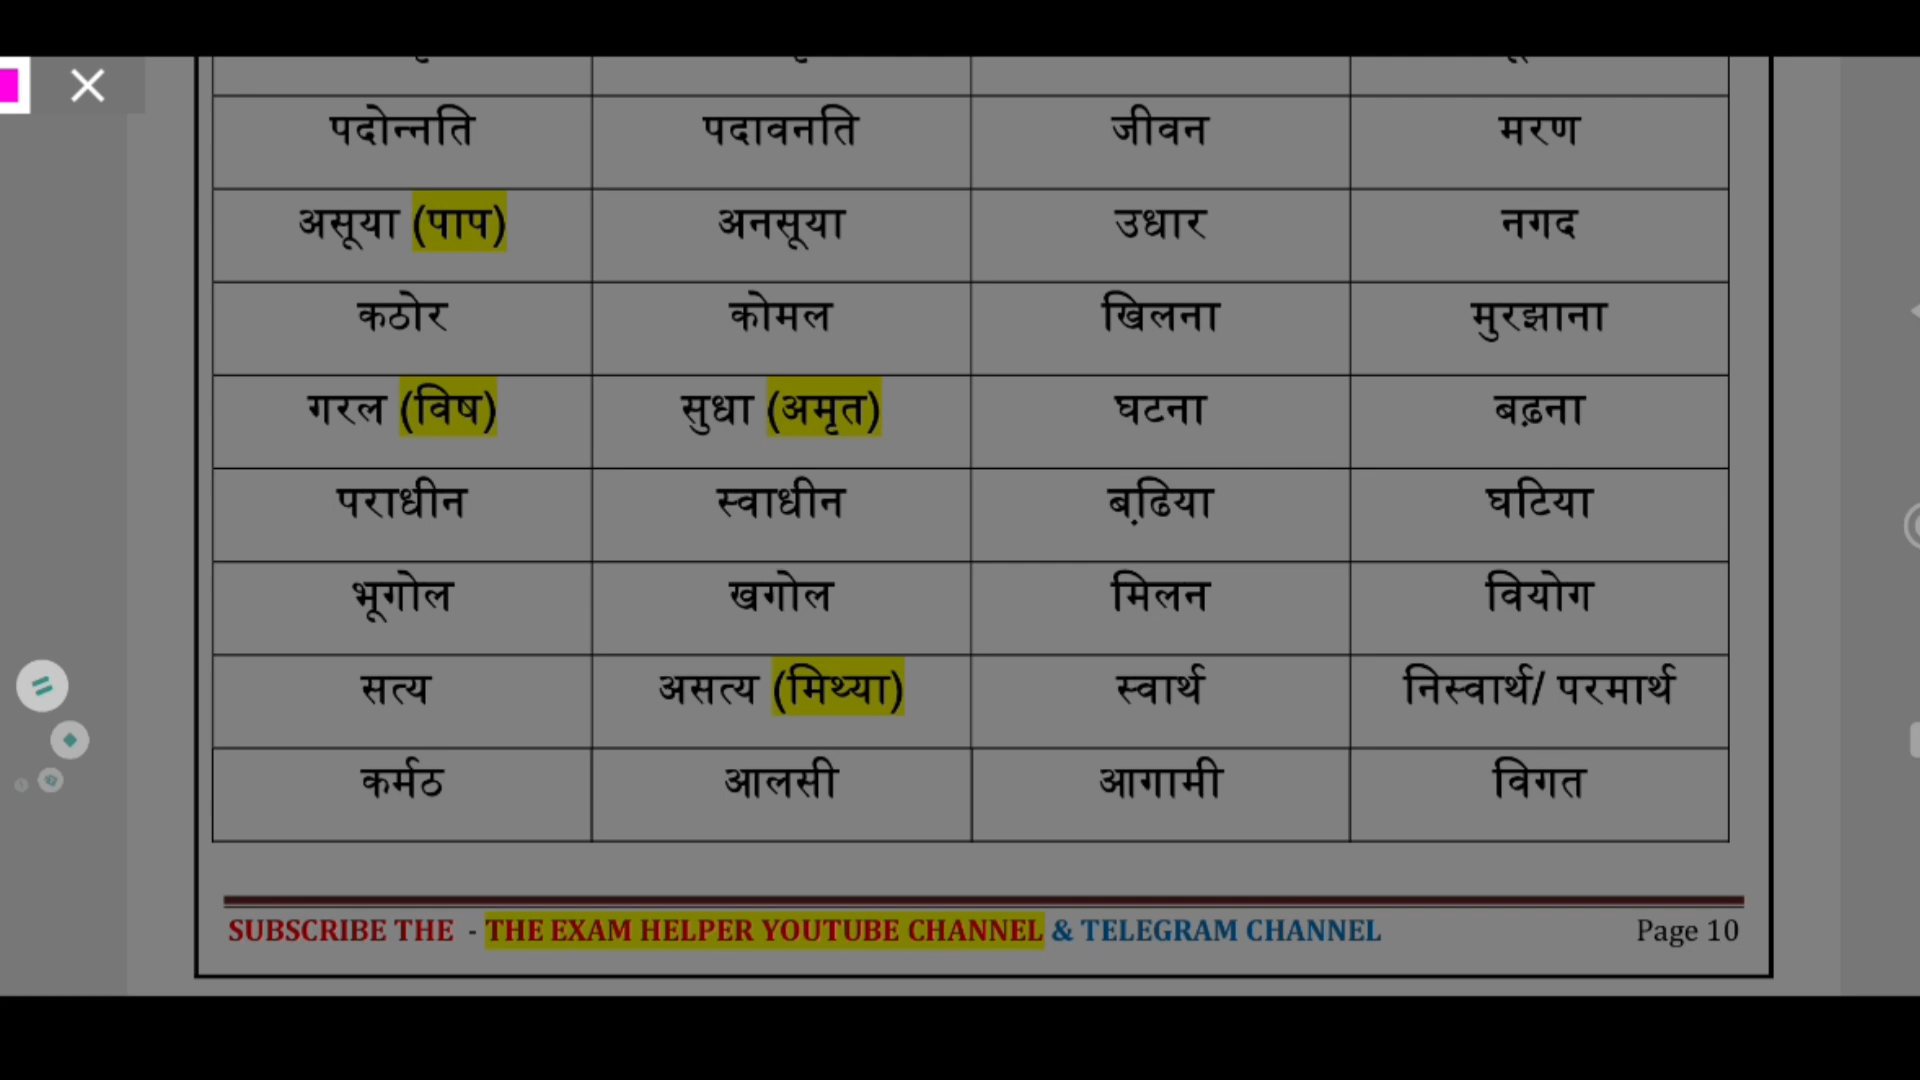 पदोन्नति पदावनति जीवन मरण
असूया (पाप) अनसूया उधार नगद
कठोर कोमल खिलना मुरझाना
गरल (विष) सुधा (अमृत) घटना बढ़ना
पराधीन स्वाधीन बढ़िया घटिया
भूगोल खगोल मिलन वियोग
सत्य असत्य (मिथ्या) स्वार्थ निस्वार्थ/ परमार्थ
कर्मठ आलसी आगामी विगत
SUBSCRIBE THE - THE EXAM HELPER YOUTUBE CHANNEL & TELEGRAM CHANNEL Page 10